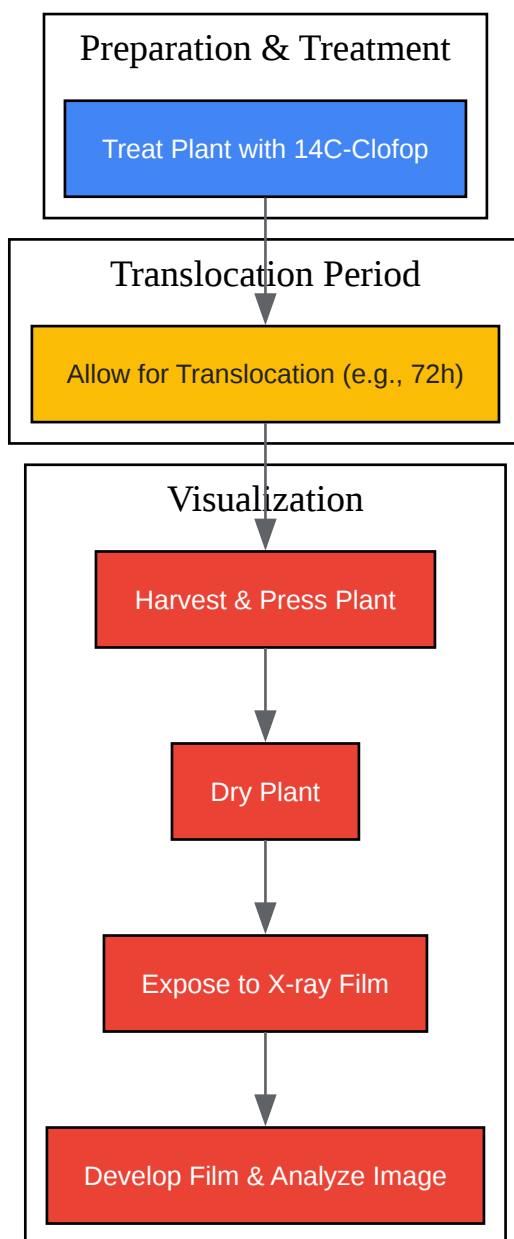 Preparation & Treatment
Treat Plant with 14C-Clofop
Translocation Period
Allow for Translocation (e.g., 72h)
Visualization
Harvest & Press Plant
Dry Plant
Expose to X-ray Film
Develop Film & Analyze Image